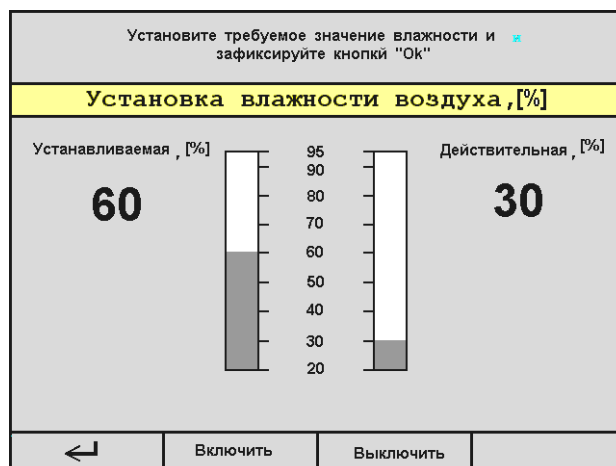 Установите требуемое значение влажности и н
зафиксируйте кнопкй "Ok"
Установка влажности воздуха,[%]
Устанавливаемая , [%]
60
95
90
80
70
60
50
40
30
20
Действительная , [%]
30
Включить
Выключить